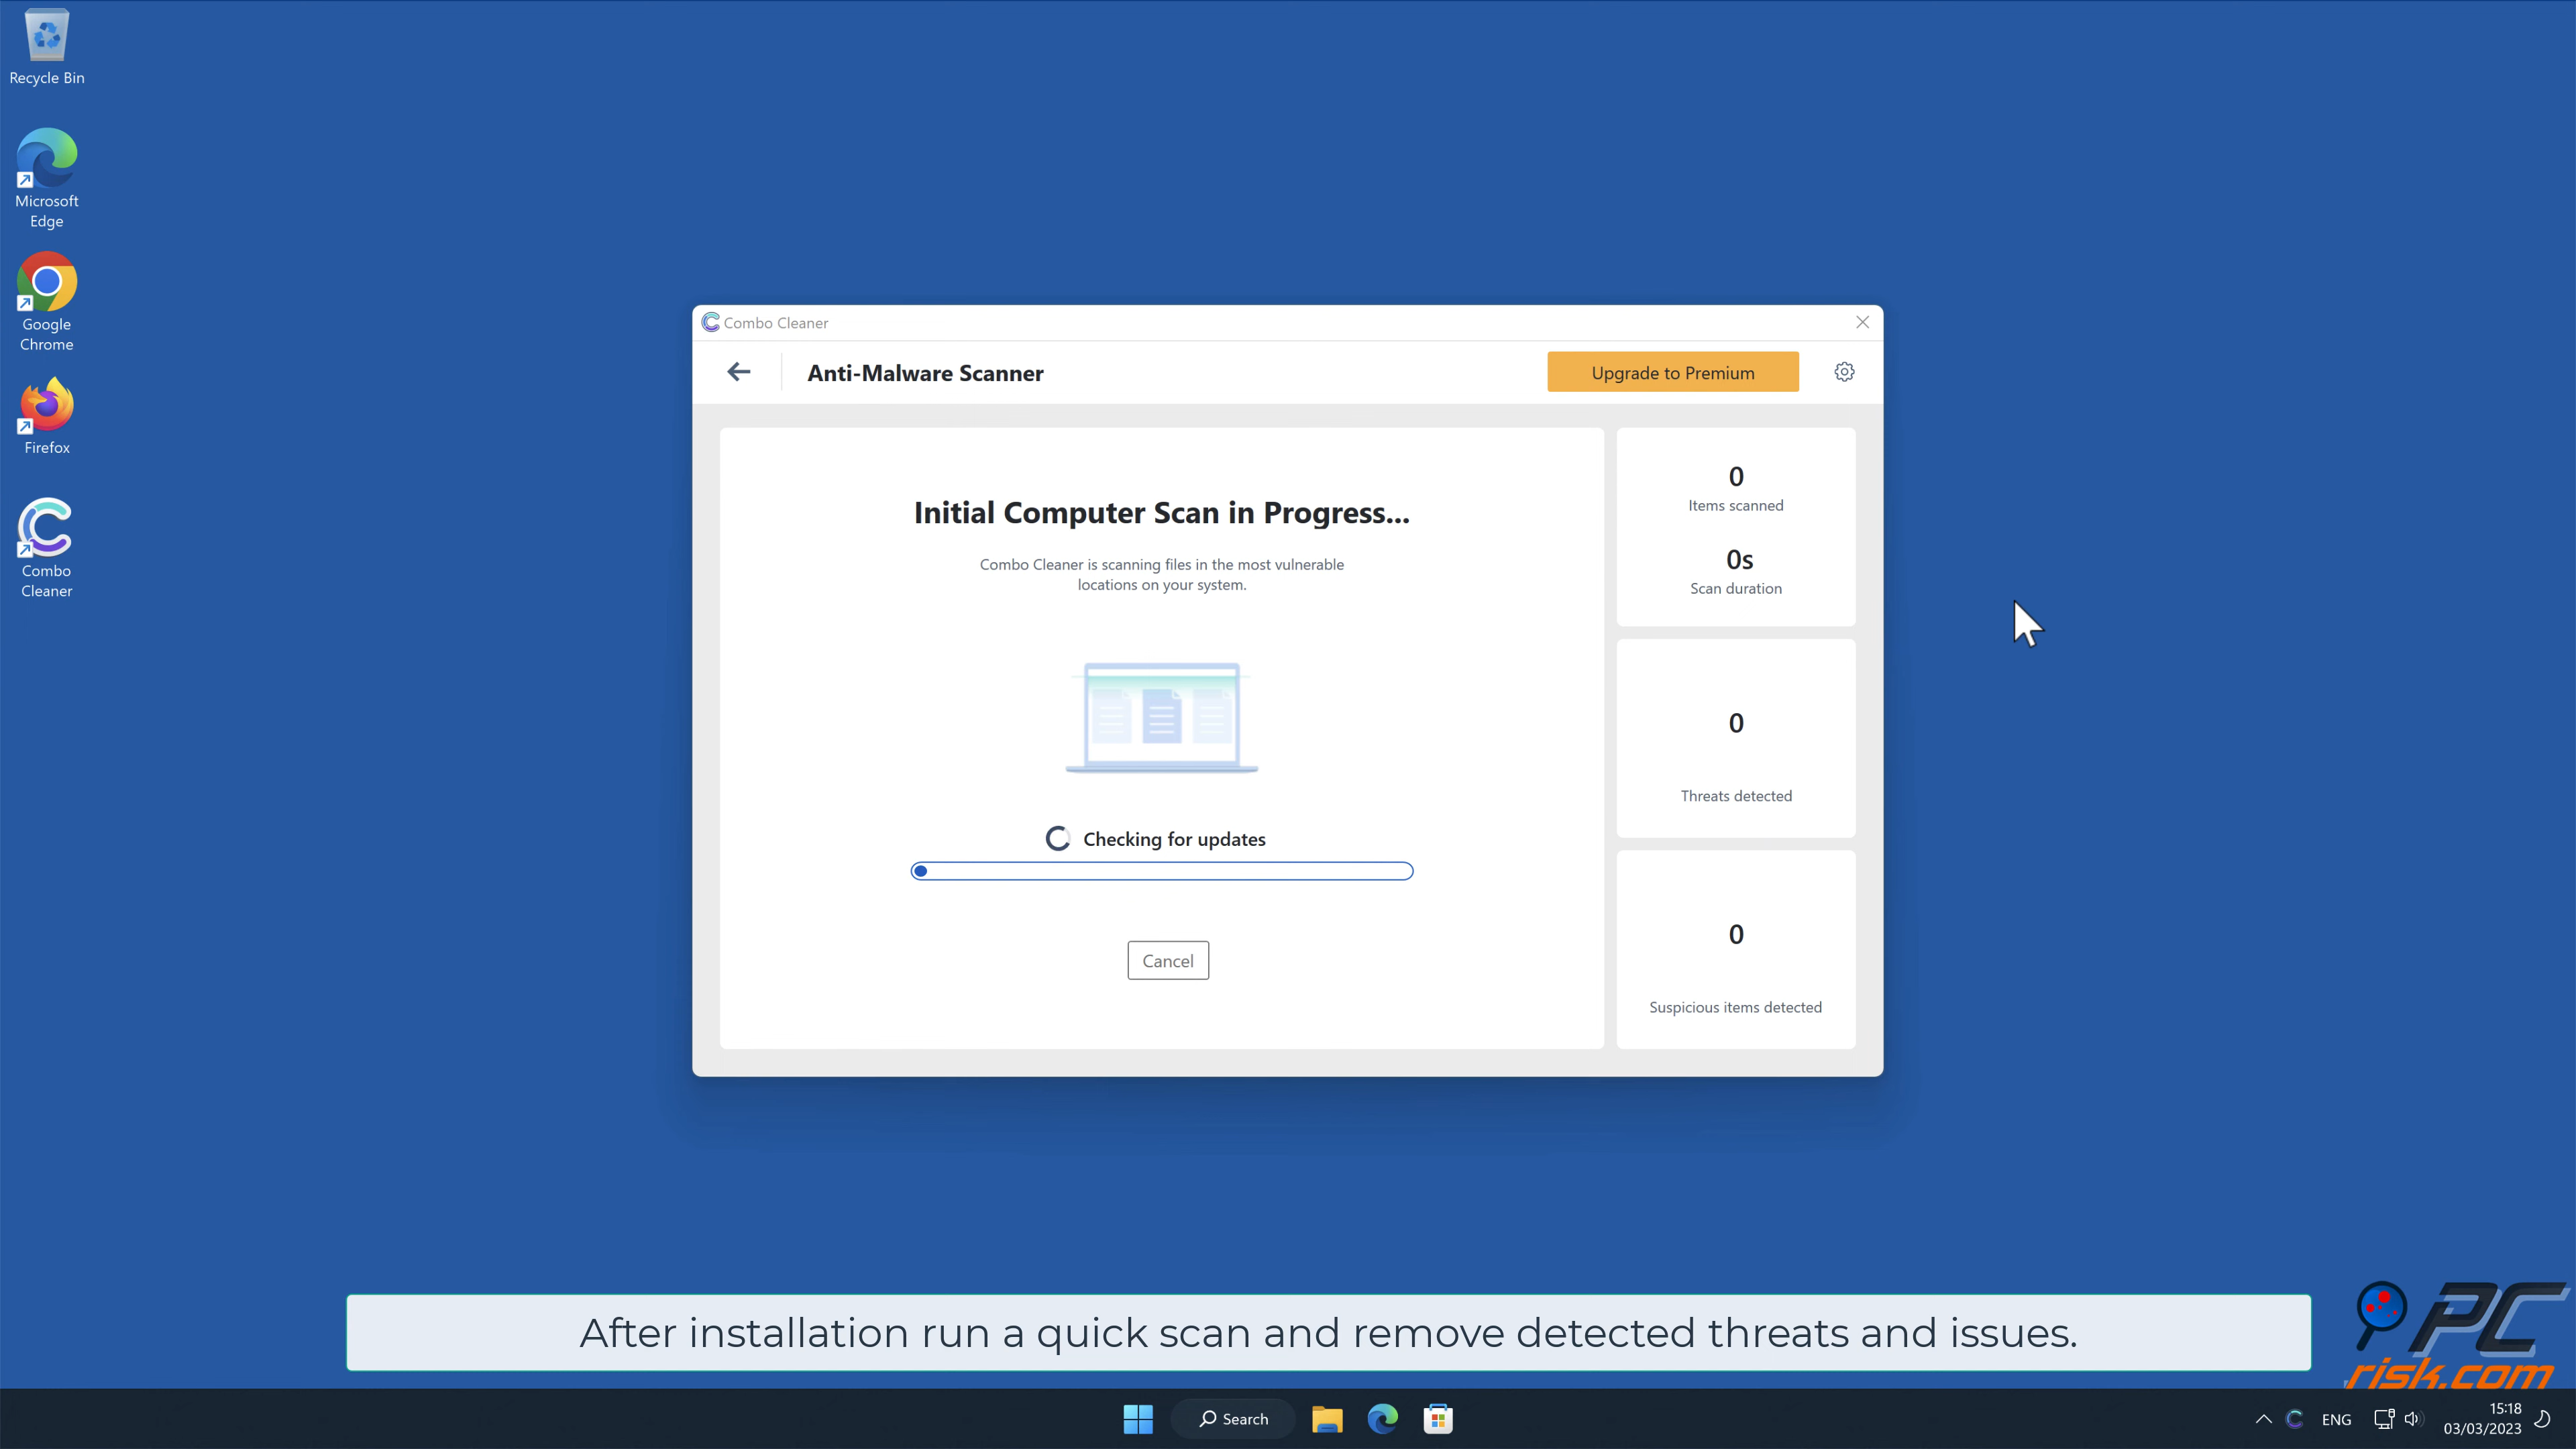 Recycle Bin
Microsoft
Edge
Google
Chrome
Firefox
Combo
Cleaner
Combo Cleaner
Anti-Malware Scanner
Upgrade to Premium
Initial Computer Scan in Progress...
Combo Cleaner is scanning files in the most vulnerable
locations on your system.
Checking for updates
Cancel
0
Items scanned
0s
Scan duration
0
Threats detected
0
Suspicious items detected
After installation run a quick scan and remove detected threats and issues.
PC
risk.com
Search
ENG
15:18
03/03/2023